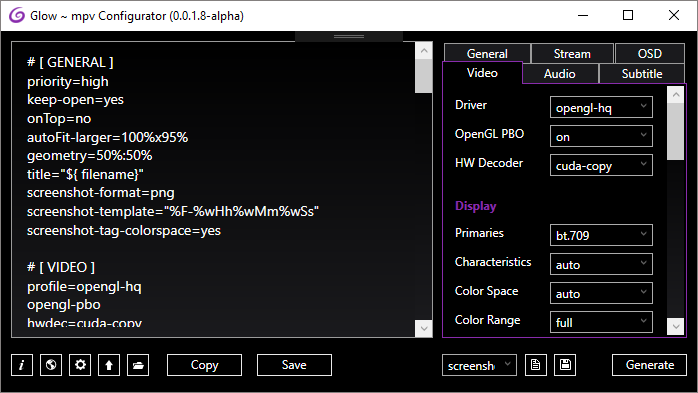 Glow ~ mpv Configurator (0.0.1.8-alpha)
# [ GENERAL ]
priority=high
keep-open=yes
onTop=no
autoFit-larger=100%x95%
geometry=50%:50%
title="${ filename}"
screenshot-format=png
screenshot-template="%F-%wHh%wMm%wSs"
screenshot-tag-colorspace=yes
# [ VIDEO ]
profile=opengl-hq
opengl-pbo
hwdec=cuda-copy
General Stream OSD
Video Audio Subtitle
Driver opengl-hq
OpenGL PBO on
HW Decoder cuda-copy
Display
Primaries bt.709
Characteristics auto
Color Space auto
Color Range full
i Copy Save screensh Generate